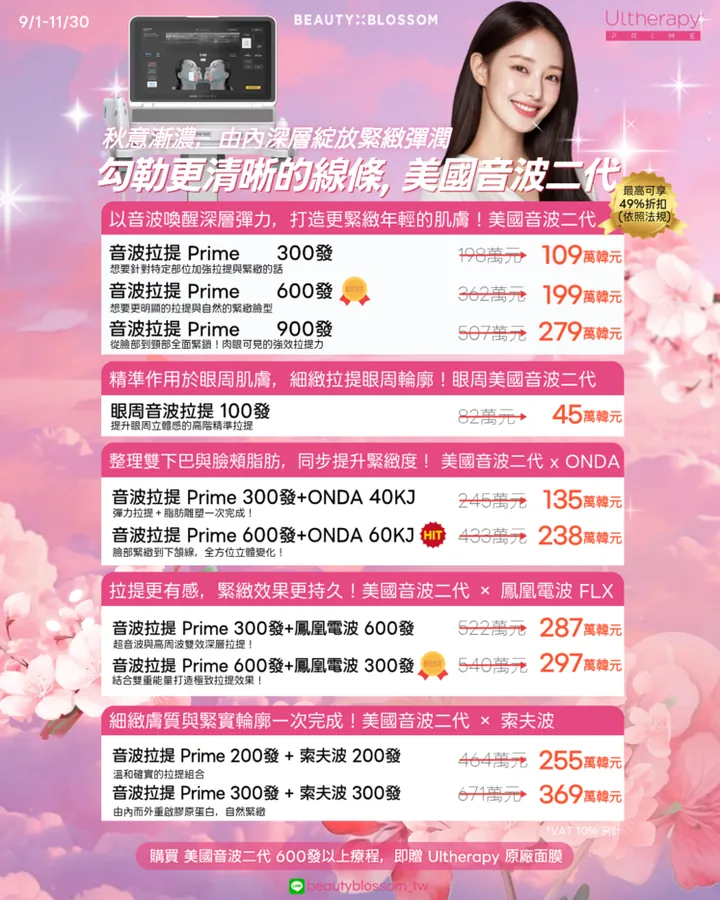 9/1-11/30
BEAUTY BLOSSOM
Ultherapy
PRIME
秋意漸濃，由內深層綻放緊緻彈潤
勾勒更清晰的線條, 美國音波二代
最高可享
49%折扣
(依照法規)
以音波喚醒深層彈力，打造更緊緻年輕的肌膚！美國音波二代
音波拉提 Prime 300發 198萬元 109萬韓元
想要針對特定部位加強拉提與緊緻的話
音波拉提 Prime 600發 BEST 362萬元 199萬韓元
想要更明顯的拉提與自然的緊緻臉型
音波拉提 Prime 900發 507萬元 279萬韓元
從臉部到頸部全面緊鎖！肉眼可見的強效拉提力
精準作用於眼周肌膚，細緻拉提眼周輪廓！眼周美國音波二代
眼周音波拉提 100發 82萬元 45萬韓元
提升眼周立體感的高階精準拉提
整理雙下巴與臉頰脂肪，同步提升緊緻度！ 美國音波二代 x ONDA
音波拉提 Prime 300發+ONDA 40KJ 245萬元 135萬韓元
彈力拉提＋脂肪雕塑一次完成！
音波拉提 Prime 600發+ONDA 60KJ HIT 433萬元 238萬韓元
臉部緊緻到下頷線，全方位立體變化！
拉提更有感，緊緻效果更持久！美國音波二代 × 鳳凰電波 FLX
音波拉提 Prime 300發+鳳凰電波 600發 522萬元 287萬韓元
超音波與高周波雙效深層拉提！
音波拉提 Prime 600發+鳳凰電波 300發 BEST 540萬元 297萬韓元
結合雙重能量打造極致拉提效果！
細緻膚質與緊實輪廓一次完成！美國音波二代 × 索夫波
音波拉提 Prime 200發 + 索夫波 200發 464萬元 255萬韓元
溫和確實的拉提組合
音波拉提 Prime 300發 + 索夫波 300發 671萬元 369萬韓元
由內而外重啟膠原蛋白，自然緊緻
*VAT 10% 另計
購買 美國音波二代 600發以上療程，即贈 Ultherapy 原廠面膜
LINE beautyblossom_tw